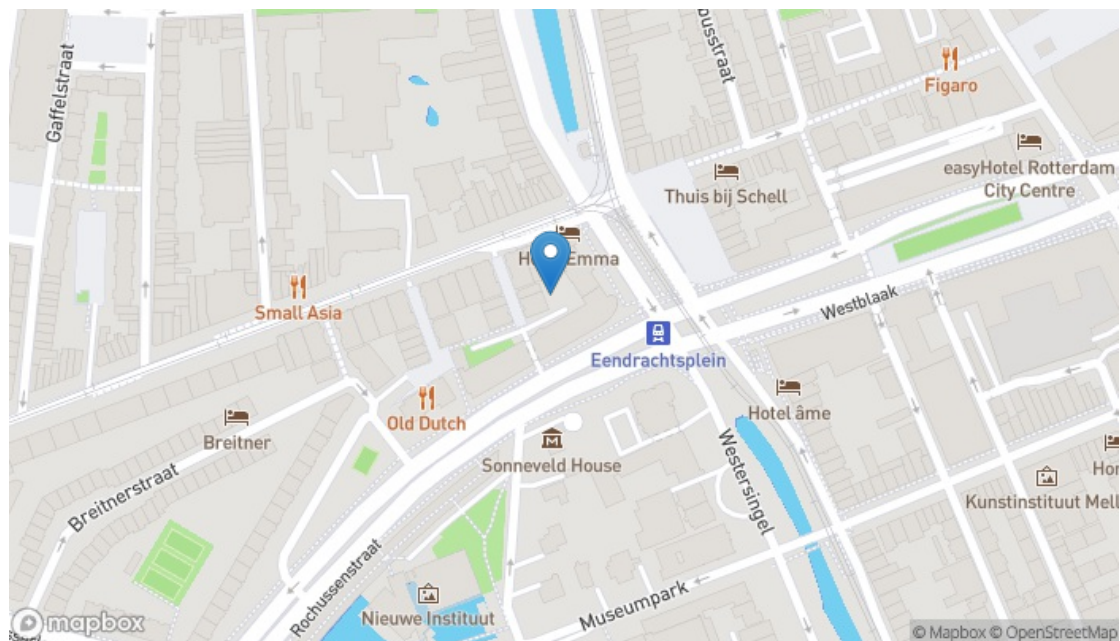 Gaffelstraat
busstraat
Figaro
easyHotel Rotterdam
City Centre
Thuis bij Schell
Emma
Small Asia
Westblaak
Eendrachtsplein
Old Dutch
Hotel âme
Breitner
Sonneveld House
Breitnerstraat
Westersingel
Kunstinstituut Mell
Rochussenstraat
Nieuwe Instituut
Museumpark
mapbox
© Mapbox © OpenStreetMap